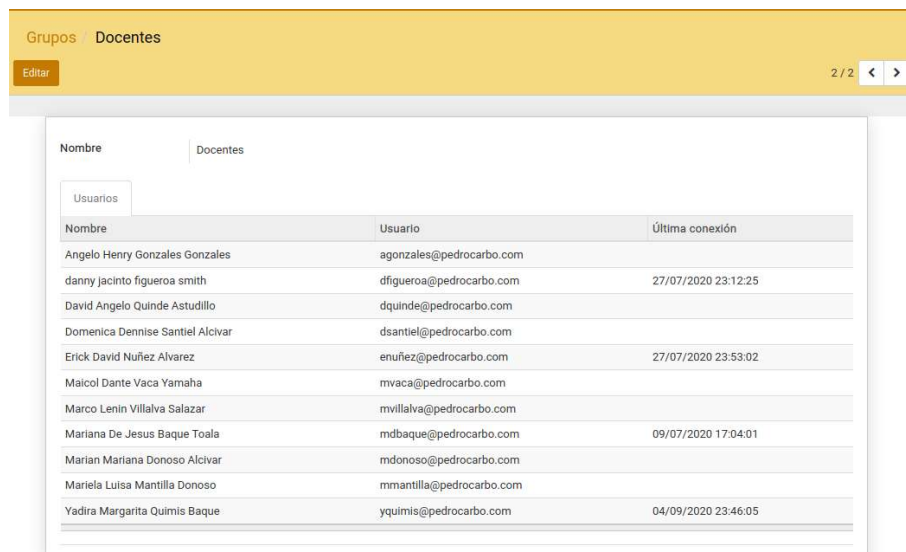 Grupos / Docentes
Editar
2 / 2
Nombre Docentes
Usuarios
Nombre Usuario Última conexión
Angelo Henry Gonzales Gonzales agonzales@pedrocarbo.com
danny jacinto figueroa smith dfigueroa@pedrocarbo.com 27/07/2020 23:12:25
David Angelo Quinde Astudillo dquinde@pedrocarbo.com
Domenica Dennise Santiel Alcivar dsantiel@pedrocarbo.com
Erick David Nuñez Alvarez enuñez@pedrocarbo.com 27/07/2020 23:53:02
Maicol Dante Vaca Yamaha mvaca@pedrocarbo.com
Marco Lenin Villalva Salazar mvillalva@pedrocarbo.com
Mariana De Jesus Baque Toala mdbaque@pedrocarbo.com 09/07/2020 17:04:01
Marian Mariana Donoso Alcivar mdonoso@pedrocarbo.com
Mariela Luisa Mantilla Donoso mmantilla@pedrocarbo.com
Yadira Margarita Quimis Baque yquimis@pedrocarbo.com 04/09/2020 23:46:05